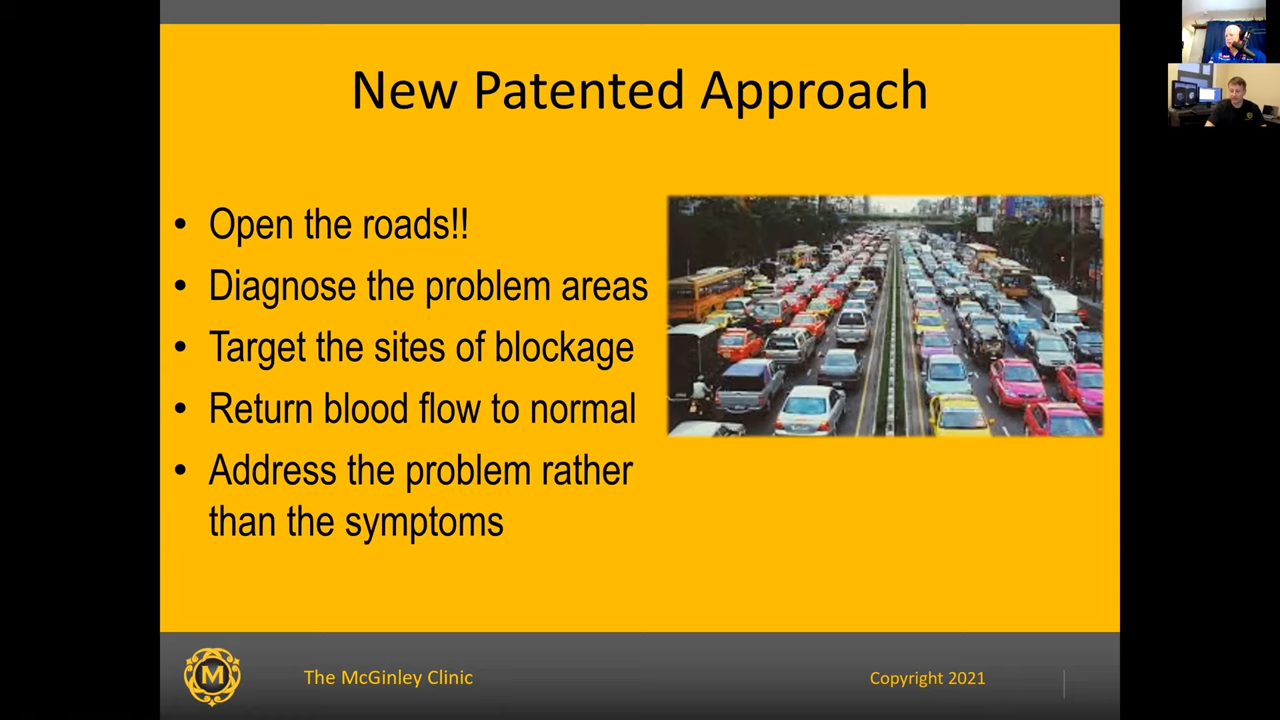 New Patented Approach
• Open the roads!!
• Diagnose the problem areas
• Target the sites of blockage
• Return blood flow to normal
• Address the problem rather
than the symptoms
M
The McGinley Clinic
Copyright 2021